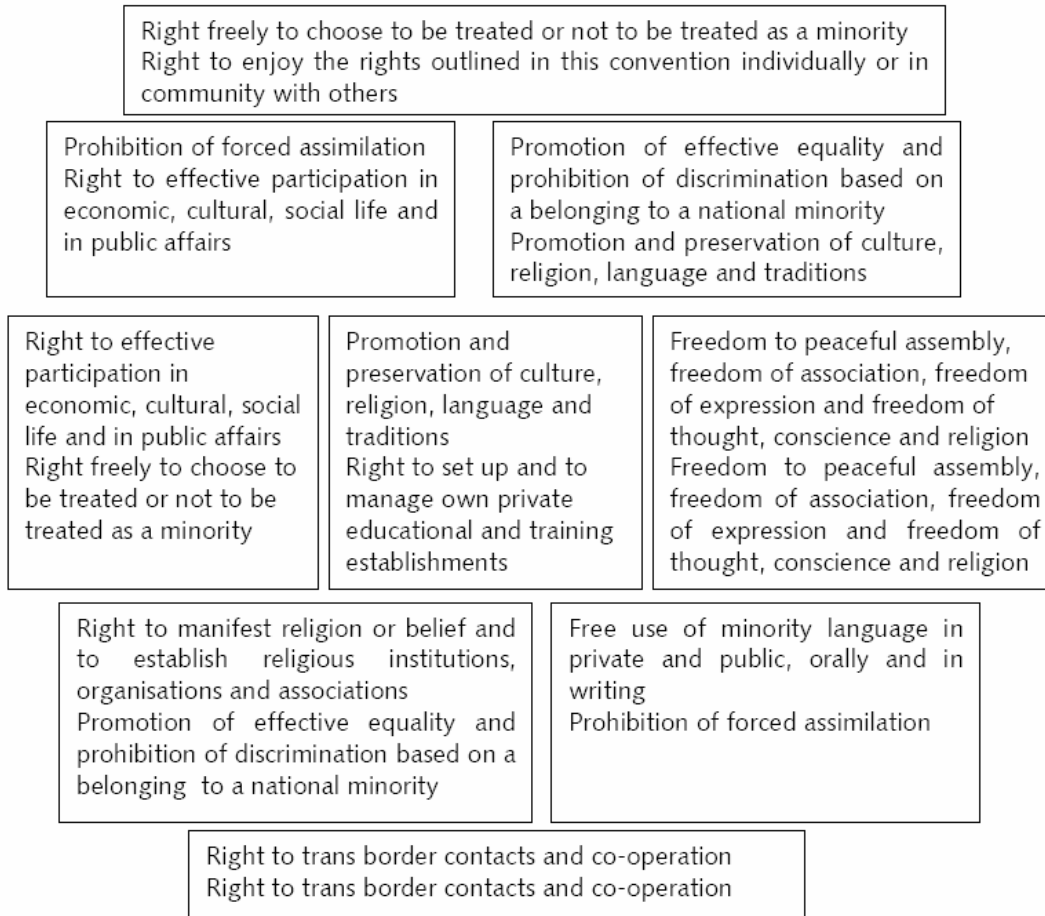 Right freely to choose to be treated or not to be treated as a minority
Right to enjoy the rights outlined in this convention individually or in
community with others
Prohibition of forced assimilation
Right to effective participation in
economic, cultural, social life and
in public affairs
Promotion of effective equality and
prohibition of discrimination based on
a belonging to a national minority
Promotion and preservation of culture,
religion, language and traditions
Right to effective
participation in
economic, cultural, social
life and in public affairs
Right freely to choose to
be treated or not to be
treated as a minority
Promotion and
preservation of culture,
religion, language and
traditions
Right to set up and to
manage own private
educational and training
establishments
Freedom to peaceful assembly,
freedom of association, freedom
of expression and freedom of
thought, conscience and religion
Freedom to peaceful assembly,
freedom of association, freedom
of expression and freedom of
thought, conscience and religion
Right to manifest religion or belief and
to establish religious institutions,
organisations and associations
Promotion of effective equality and
prohibition of discrimination based on a
belonging to a national minority
Free use of minority language in
private and public, orally and in
writing
Prohibition of forced assimilation
Right to trans border contacts and co-operation
Right to trans border contacts and co-operation